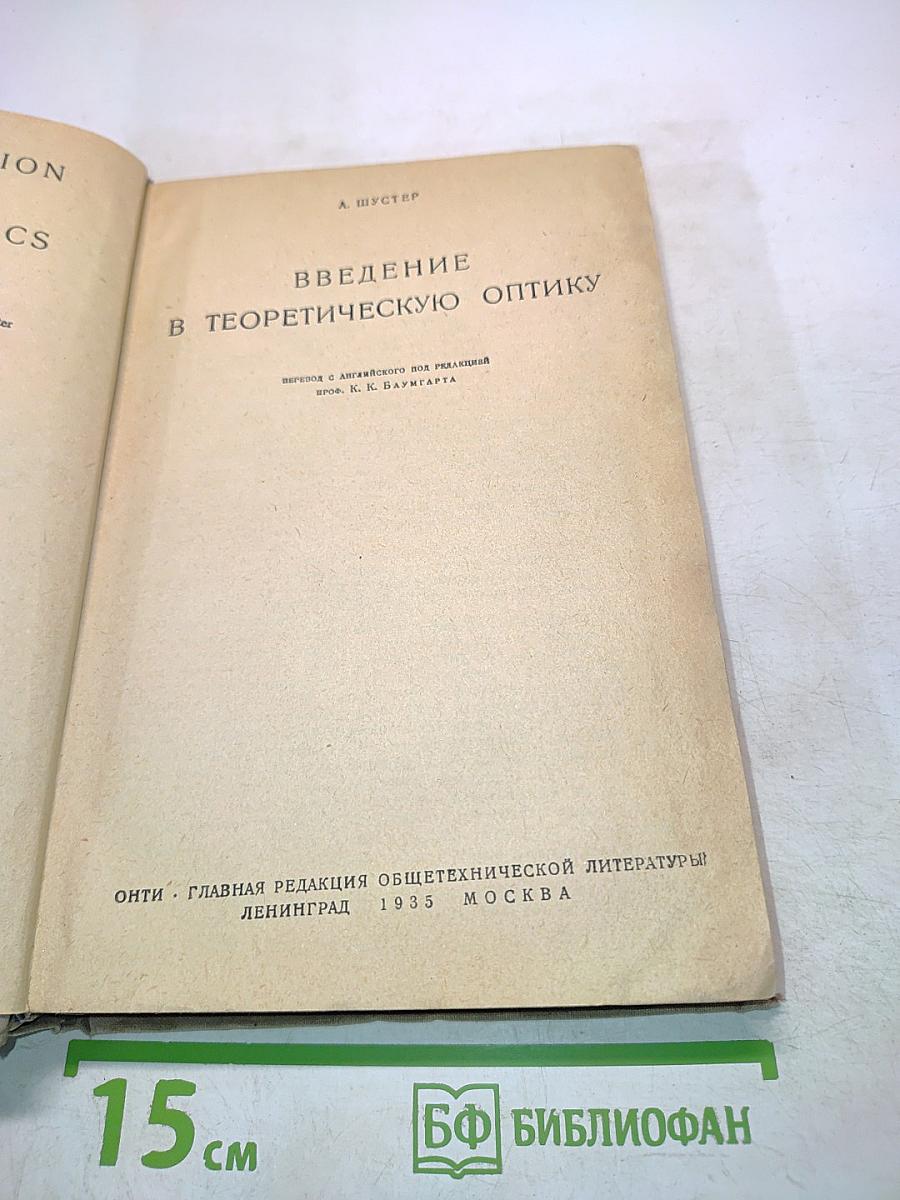 ION
CS
er
А. ШУСТЕР
ВВЕДЕНИЕ
В ТЕОРЕТИЧЕСКУЮ ОПТИКУ
ПЕРЕВОД С АНГЛИЙСКОГО ПОД РЕДАКЦИЕЙ
ПРОФ. К. К. БАУМГАРТА
ОНТИ · ГЛАВНАЯ РЕДАКЦИЯ ОБЩЕТЕХНИЧЕСКОЙ ЛИТЕРАТУРЫ
ЛЕНИНГРАД 1935 МОСКВА
15 см
БФ БИБЛИОФАН